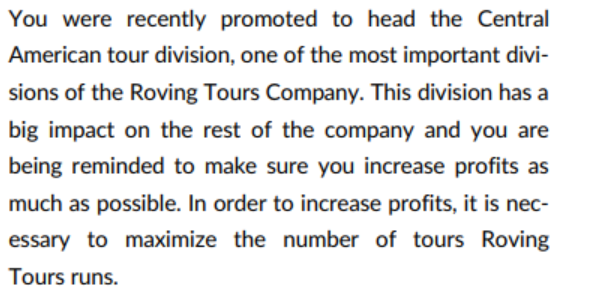 You were recently promoted to head the Central
American tour division, one of the most important divi-
sions of the Roving Tours Company. This division has a
big impact on the rest of the company and you are
being reminded to make sure you increase profits as
much as possible. In order to increase profits, it is nec-
essary to maximize the number of tours Roving
Tours runs.